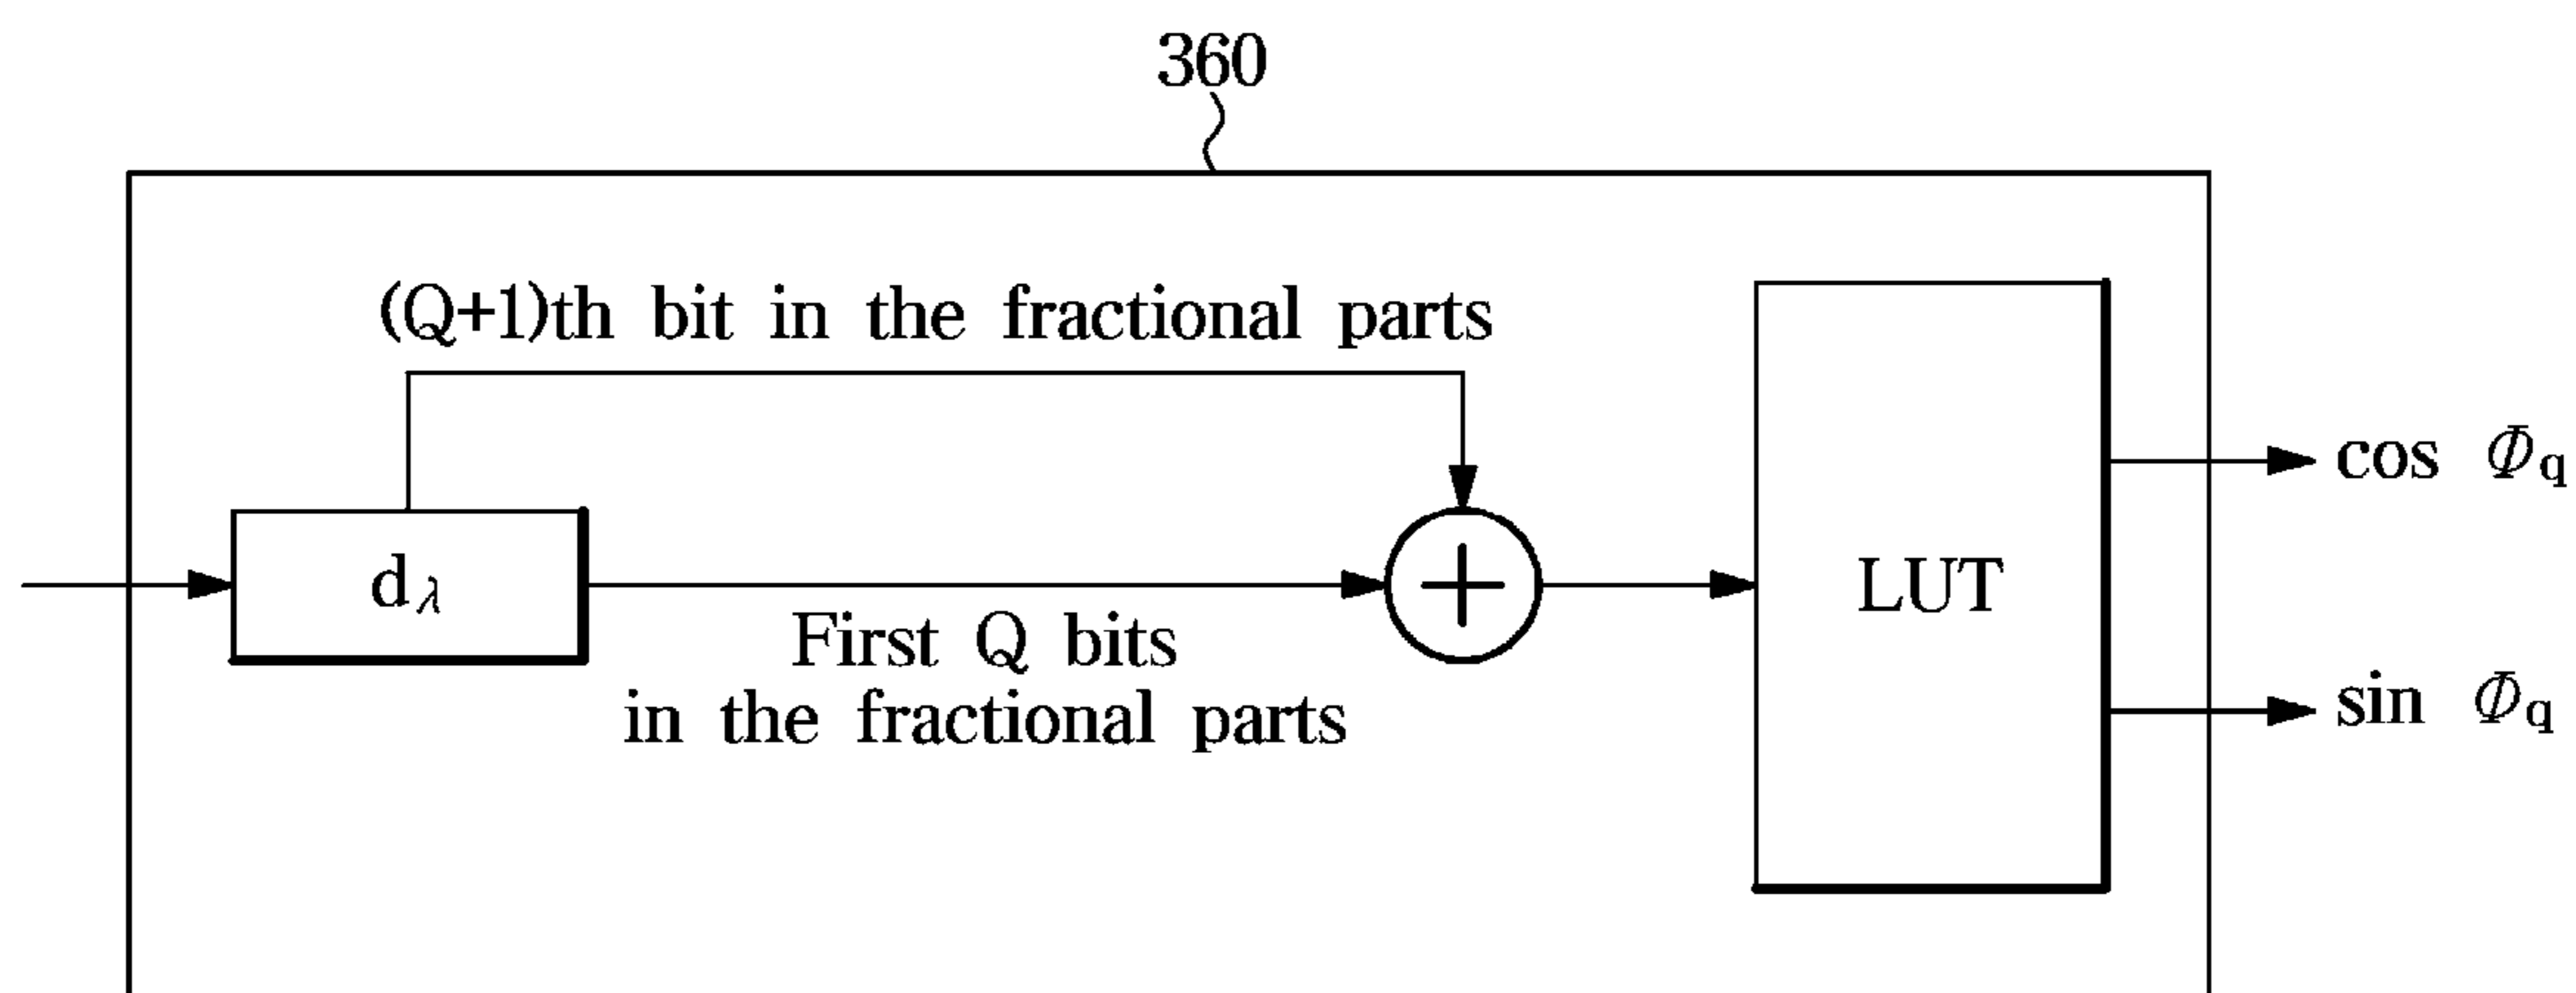 360
(Q+1)th bit in the fractional parts
dλ
First Q bits
in the fractional parts
LUT
cos Φq
sin Φq